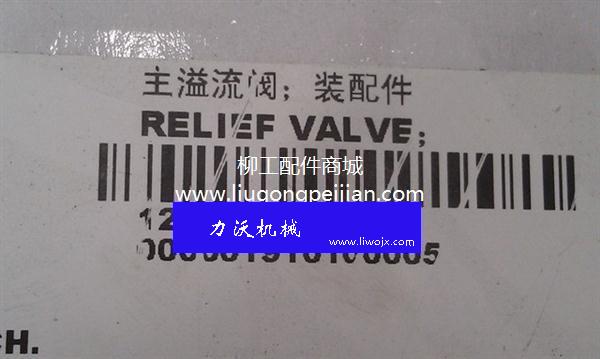 主溢流阀；装配件
RELIEF VALVE;
柳工配件商城
www.liugongpeijian.com
12
力沃机械
www.liwojx.com
CH.